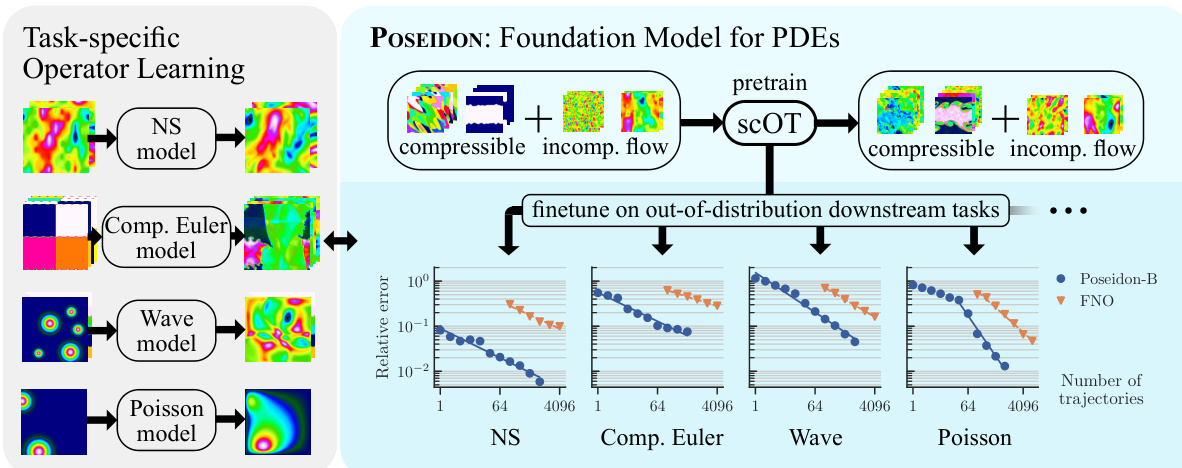 Task-specific
Operator Learning
NS
model
Comp. Euler
model
Wave
model
Poisson
model
POSEIDON: Foundation Model for PDEs
compressible
incomp. flow
pretrain
scOT
compressible
incomp. flow
finetune on out-of-distribution downstream tasks
Relative error
10⁰
10⁻¹
10⁻²
1 64 4096
NS
1 64 4096
Comp. Euler
1 64 4096
Wave
1 64 4096
Poisson
Poseidon-B
FNO
Number of
trajectories